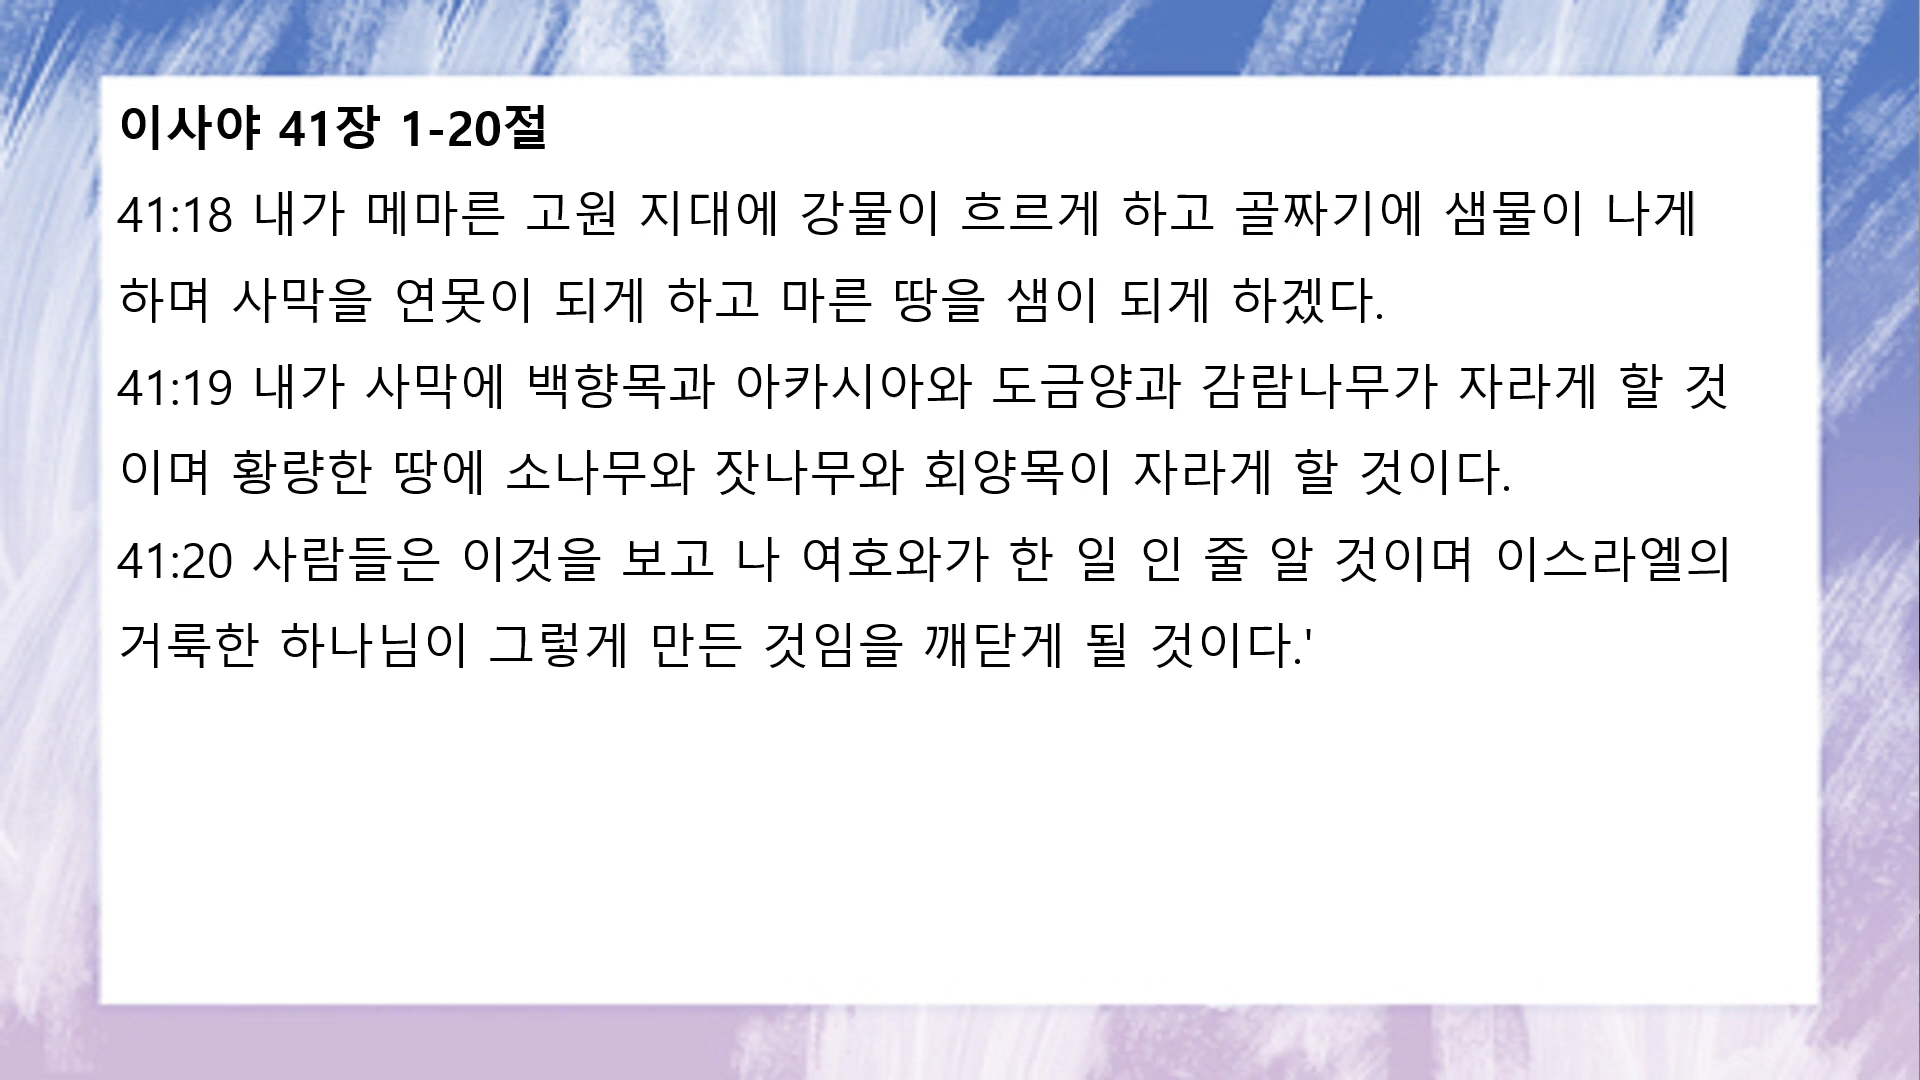 이사야 41장 1-20절
41:18 내가 메마른 고원 지대에 강물이 흐르게 하고 골짜기에 샘물이 나게
하며 사막을 연못이 되게 하고 마른 땅을 샘이 되게 하겠다.
41:19 내가 사막에 백향목과 아카시아와 도금양과 감람나무가 자라게 할 것
이며 황량한 땅에 소나무와 잣나무와 회양목이 자라게 할 것이다.
41:20 사람들은 이것을 보고 나 여호와가 한 일 인 줄 알 것이며 이스라엘의
거룩한 하나님이 그렇게 만든 것임을 깨닫게 될 것이다.'